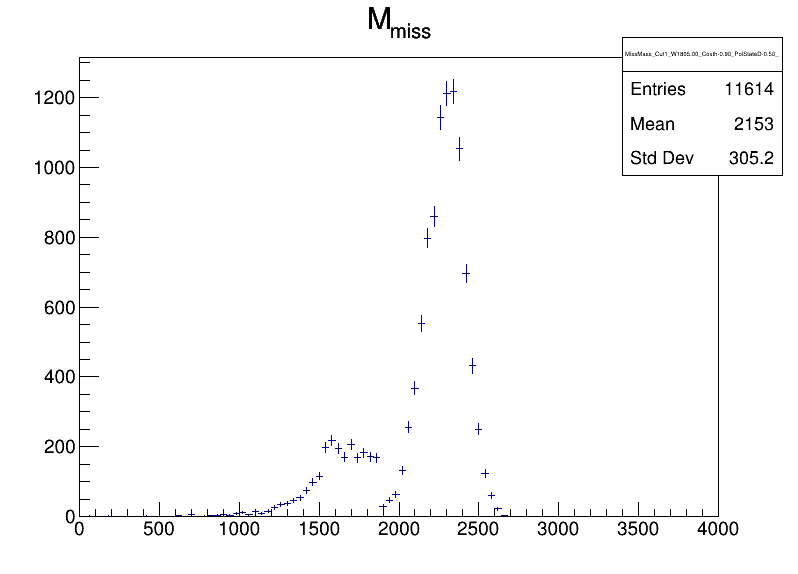 M_miss
MissMass_Cut1_W1805.00_Costh-0.90_PolStateD-0.50_
Entries 11614
Mean 2153
Std Dev 305.2
1200
1000
800
600
400
200
0
0 500 1000 1500 2000 2500 3000 3500 4000